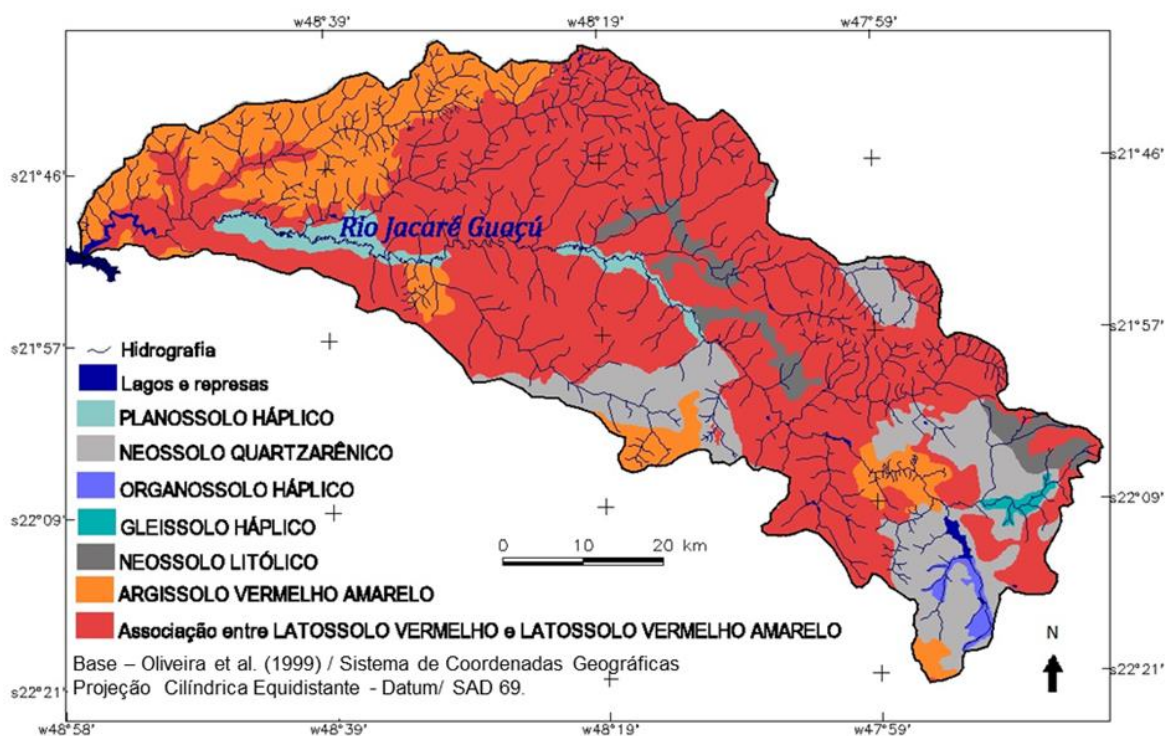 w48°39' w48°19' w47°59'
s21°46' s21°46'
Rio Jacaré Guaçú
s21°57' s21°57'
Hidrografia
Lagos e represas
PLANOSSOLO HÁPLICO
NEOSSOLO QUARTZARÊNICO
ORGANOSSOLO HÁPLICO
GLEISSOLO HÁPLICO
NEOSSOLO LITÓLICO
ARGISSOLO VERMELHO AMARELO
Associação entre LATOSSOLO VERMELHO e LATOSSOLO VERMELHO AMARELO
s22°09' s22°09'
0 10 20 km
Base – Oliveira et al. (1999) / Sistema de Coordenadas Geográficas
Projeção Cilíndrica Equidistante - Datum/ SAD 69.
N
s22°21' s22°21'
w48°58' w48°39' w48°19' w47°59'